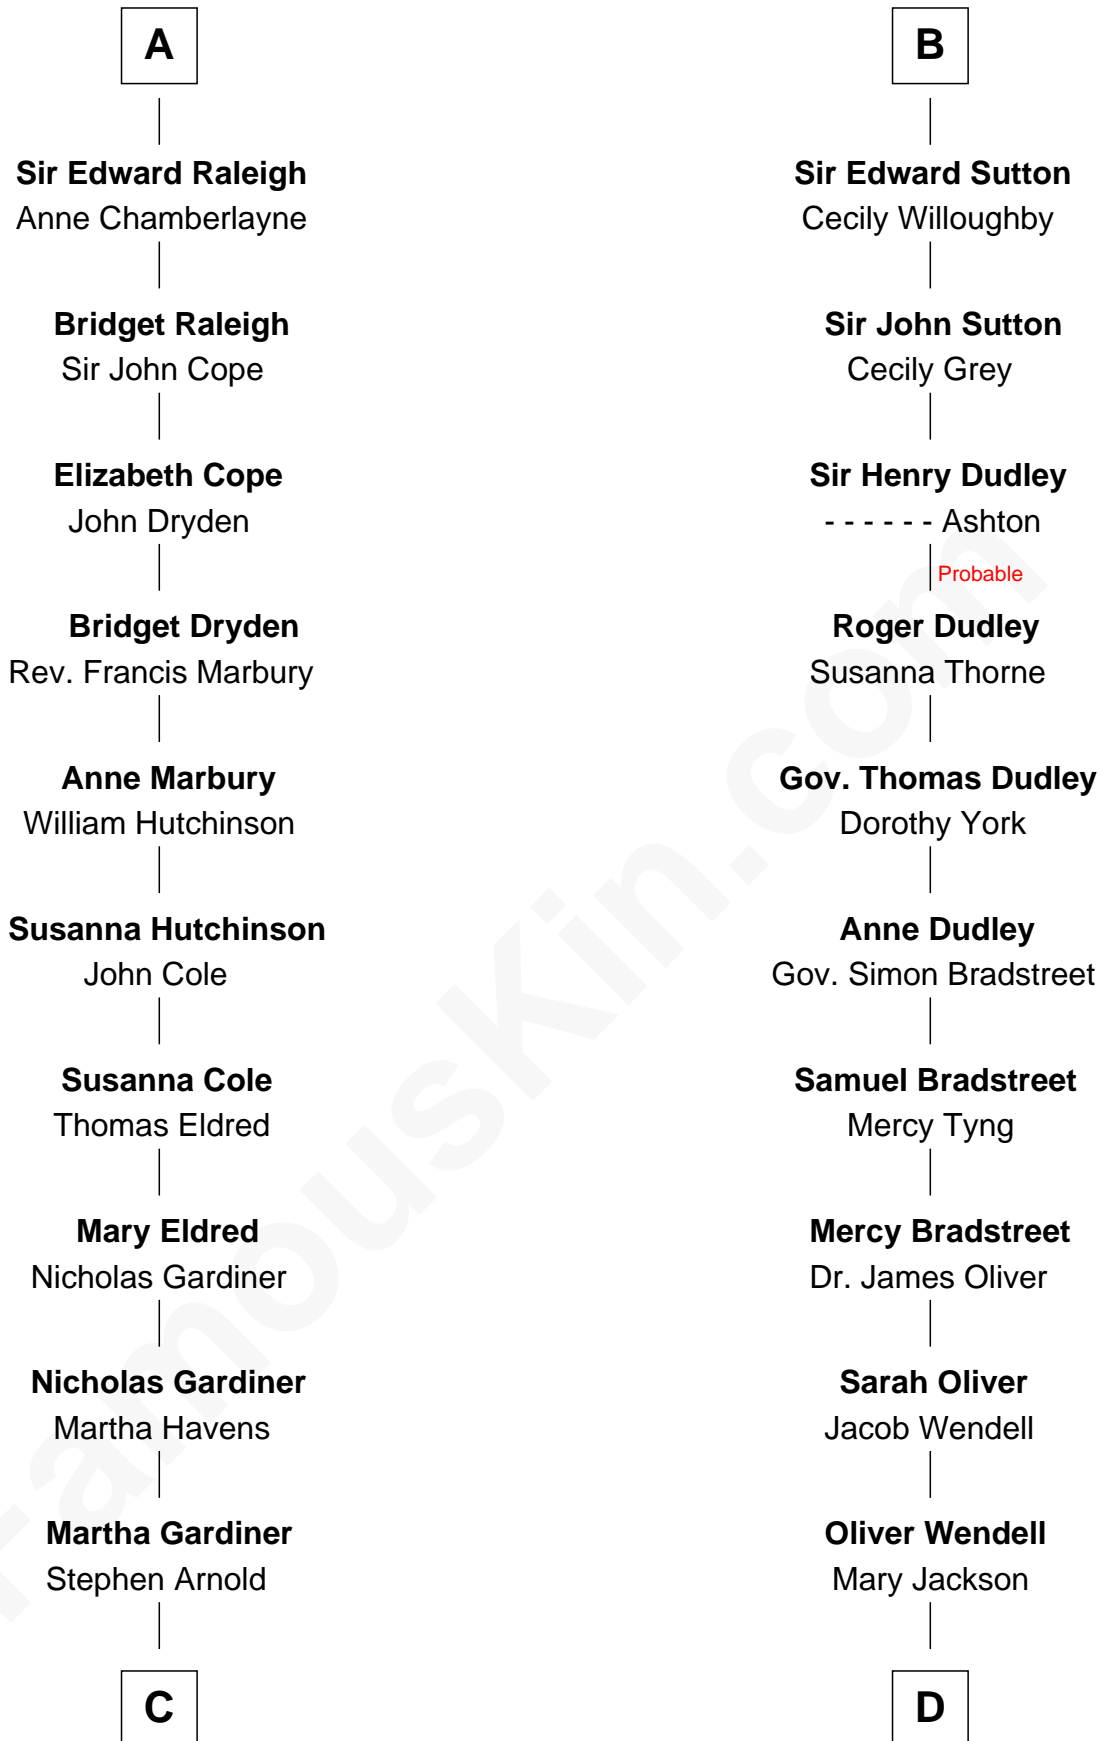 A
Sir Edward Raleigh
Anne Chamberlayne
Bridget Raleigh
Sir John Cope
Elizabeth Cope
John Dryden
Bridget Dryden
Rev. Francis Marbury
Anne Marbury
William Hutchinson
Susanna Hutchinson
John Cole
Susanna Cole
Thomas Eldred
Mary Eldred
Nicholas Gardiner
Nicholas Gardiner
Martha Havens
Martha Gardiner
Stephen Arnold
C
B
Sir Edward Sutton
Cecily Willoughby
Sir John Sutton
Cecily Grey
Sir Henry Dudley
- - - - - - Ashton
Probable
Roger Dudley
Susanna Thorne
Gov. Thomas Dudley
Dorothy York
Anne Dudley
Gov. Simon Bradstreet
Samuel Bradstreet
Mercy Tyng
Mercy Bradstreet
Dr. James Oliver
Sarah Oliver
Jacob Wendell
Oliver Wendell
Mary Jackson
D
FamousKin.com